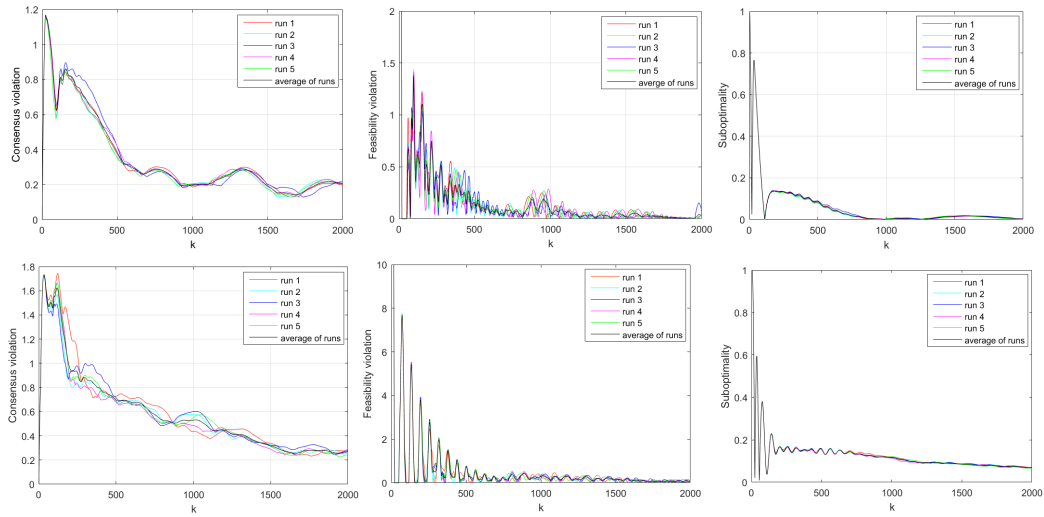 Consensus violation
1.2
1
0.8
0.6
0.4
0.2
0
0
500
1000
1500
2000
k
run 1
run 2
run 3
run 4
run 5
average of runs
Feasibility violation
2
1.5
1
0.5
0
0
500
1000
1500
2000
k
run 1
run 2
run 3
run 4
run 5
averge of runs
Suboptimality
1
0.8
0.6
0.4
0.2
0
0
500
1000
1500
2000
k
run 1
run 2
run 3
run 4
run 5
average of runs
Consensus violation
1.8
1.6
1.4
1.2
1
0.8
0.6
0.4
0.2
0
0
500
1000
1500
2000
k
run 1
run 2
run 3
run 4
run 5
average of runs
Feasibility violation
10
8
6
4
2
0
0
500
1000
1500
2000
k
run 1
run 2
run 3
run 4
run 5
average of runs
Suboptimality
1
0.8
0.6
0.4
0.2
0
0
500
1000
1500
2000
k
run 1
run 2
run 3
run 4
run 5
average of runs